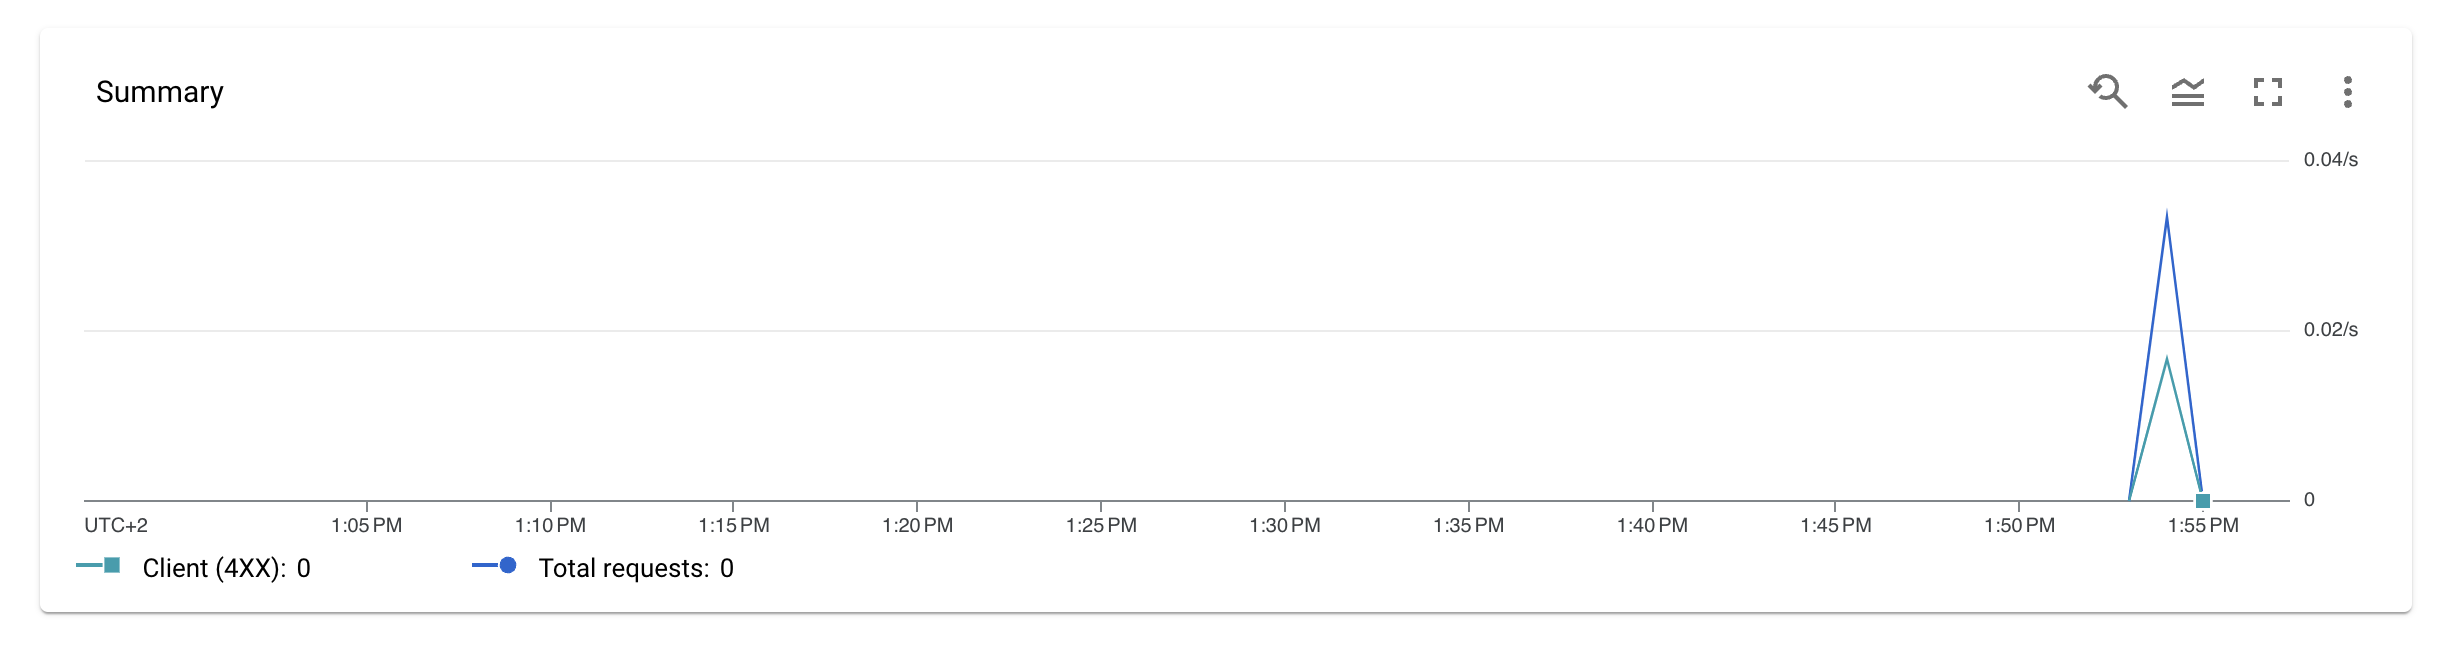 Summary
0.04/s
0.02/s
0
UTC+2 1:05 PM 1:10 PM 1:15 PM 1:20 PM 1:25 PM 1:30 PM 1:35 PM 1:40 PM 1:45 PM 1:50 PM 1:55 PM
Client (4XX): 0 Total requests: 0